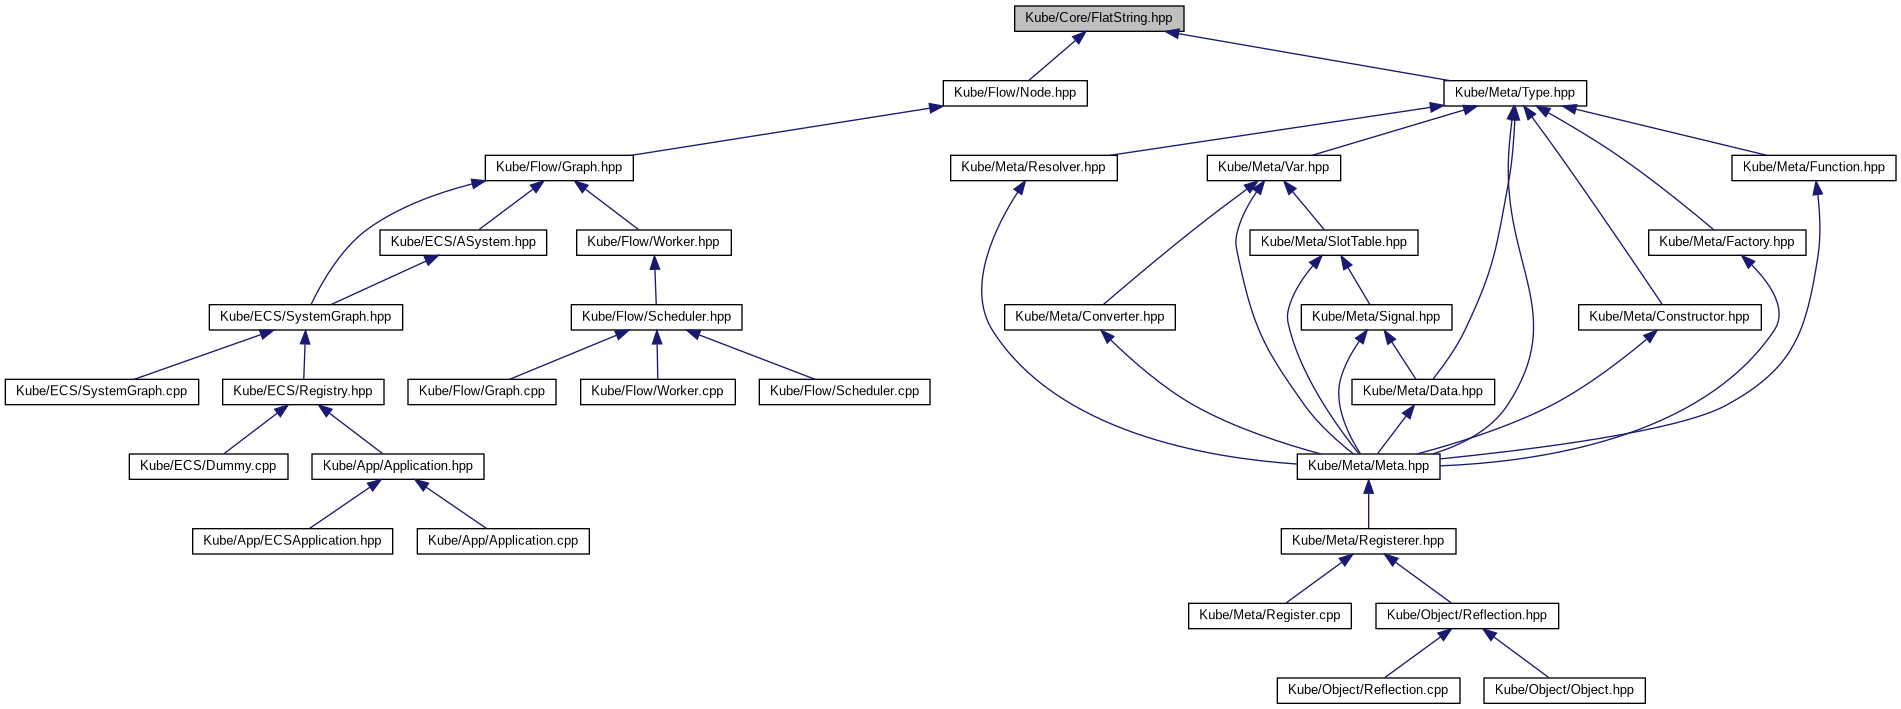 Kube/Core/FlatString.hpp
Kube/Flow/Node.hpp
Kube/Meta/Type.hpp
Kube/Flow/Graph.hpp
Kube/Meta/Resolver.hpp
Kube/Meta/Var.hpp
Kube/Meta/Function.hpp
Kube/ECS/ASystem.hpp
Kube/Flow/Worker.hpp
Kube/Meta/SlotTable.hpp
Kube/Meta/Factory.hpp
Kube/ECS/SystemGraph.hpp
Kube/Flow/Scheduler.hpp
Kube/Meta/Converter.hpp
Kube/Meta/Signal.hpp
Kube/Meta/Constructor.hpp
Kube/ECS/SystemGraph.cpp
Kube/ECS/Registry.hpp
Kube/Flow/Graph.cpp
Kube/Flow/Worker.cpp
Kube/Flow/Scheduler.cpp
Kube/Meta/Data.hpp
Kube/ECS/Dummy.cpp
Kube/App/Application.hpp
Kube/Meta/Meta.hpp
Kube/App/ECSApplication.hpp
Kube/App/Application.cpp
Kube/Meta/Registerer.hpp
Kube/Meta/Register.cpp
Kube/Object/Reflection.hpp
Kube/Object/Reflection.cpp
Kube/Object/Object.hpp